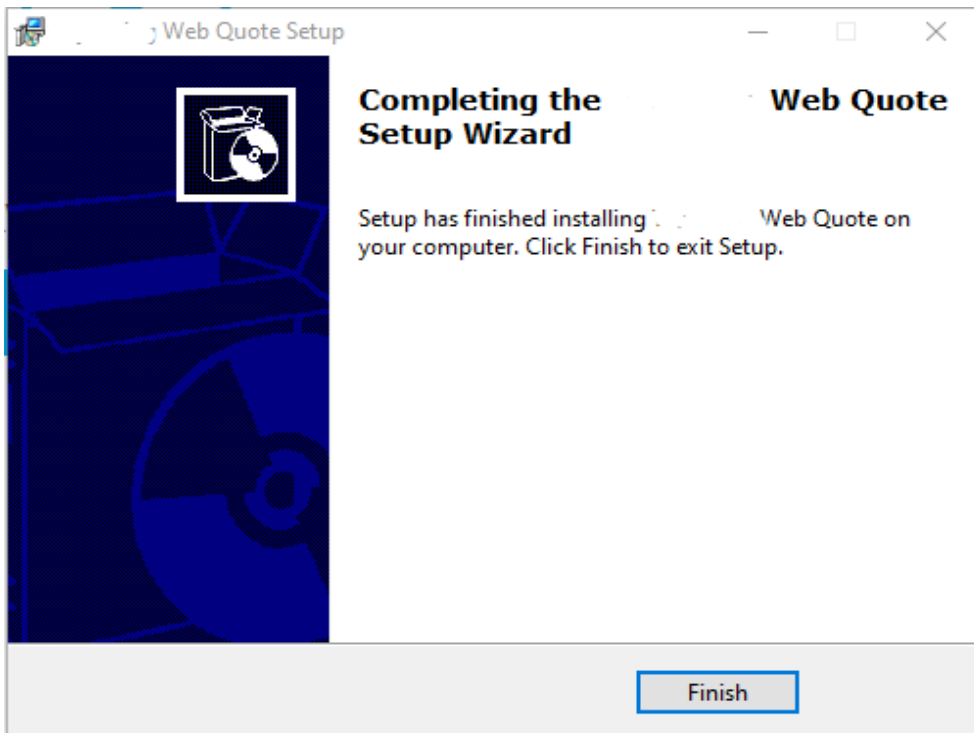 Web Quote Setup
Completing the Web Quote
Setup Wizard
Setup has finished installing Web Quote on
your computer. Click Finish to exit Setup.
Finish